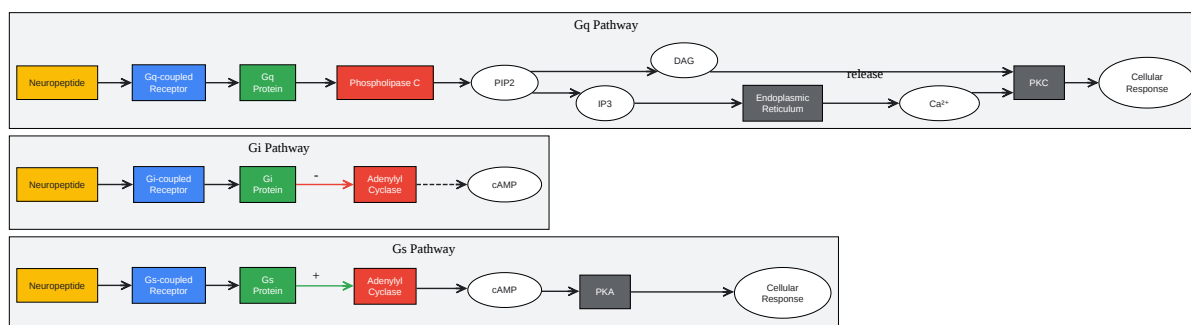 Gq Pathway
Neuropeptide
Gq-coupled
Receptor
Gq
Protein
Phospholipase C
PIP2
DAG
IP3
Endoplasmic
Reticulum
release
Ca²⁺
PKC
Cellular
Response
Gi Pathway
Neuropeptide
Gi-coupled
Receptor
Gi
Protein
-
Adenylyl
Cyclase
cAMP
Gs Pathway
Neuropeptide
Gs-coupled
Receptor
Gs
Protein
+
Adenylyl
Cyclase
cAMP
PKA
Cellular
Response